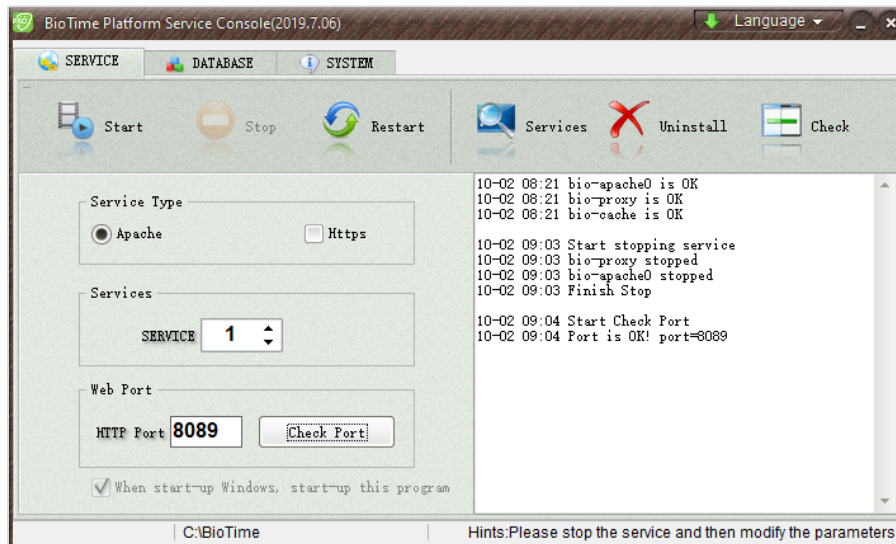 BioTime Platform Service Console(2019.7.06)
Language
SERVICE
DATABASE
SYSTEM
Start
Stop
Restart
Services
Uninstall
Check
Service Type
Apache
Https
Services
SERVICE 1
Web Port
HTTP Port 8089
Check Port
When start-up Windows, start-up this program
10-02 08:21 bio-apache0 is OK
10-02 08:21 bio-proxy is OK
10-02 08:21 bio-cache is OK
10-02 09:03 Start stopping service
10-02 09:03 bio-proxy stopped
10-02 09:03 bio-apache0 stopped
10-02 09:03 Finish Stop
10-02 09:04 Start Check Port
10-02 09:04 Port is OK! port=8089
C:\BioTime
Hints:Please stop the service and then modify the parameters